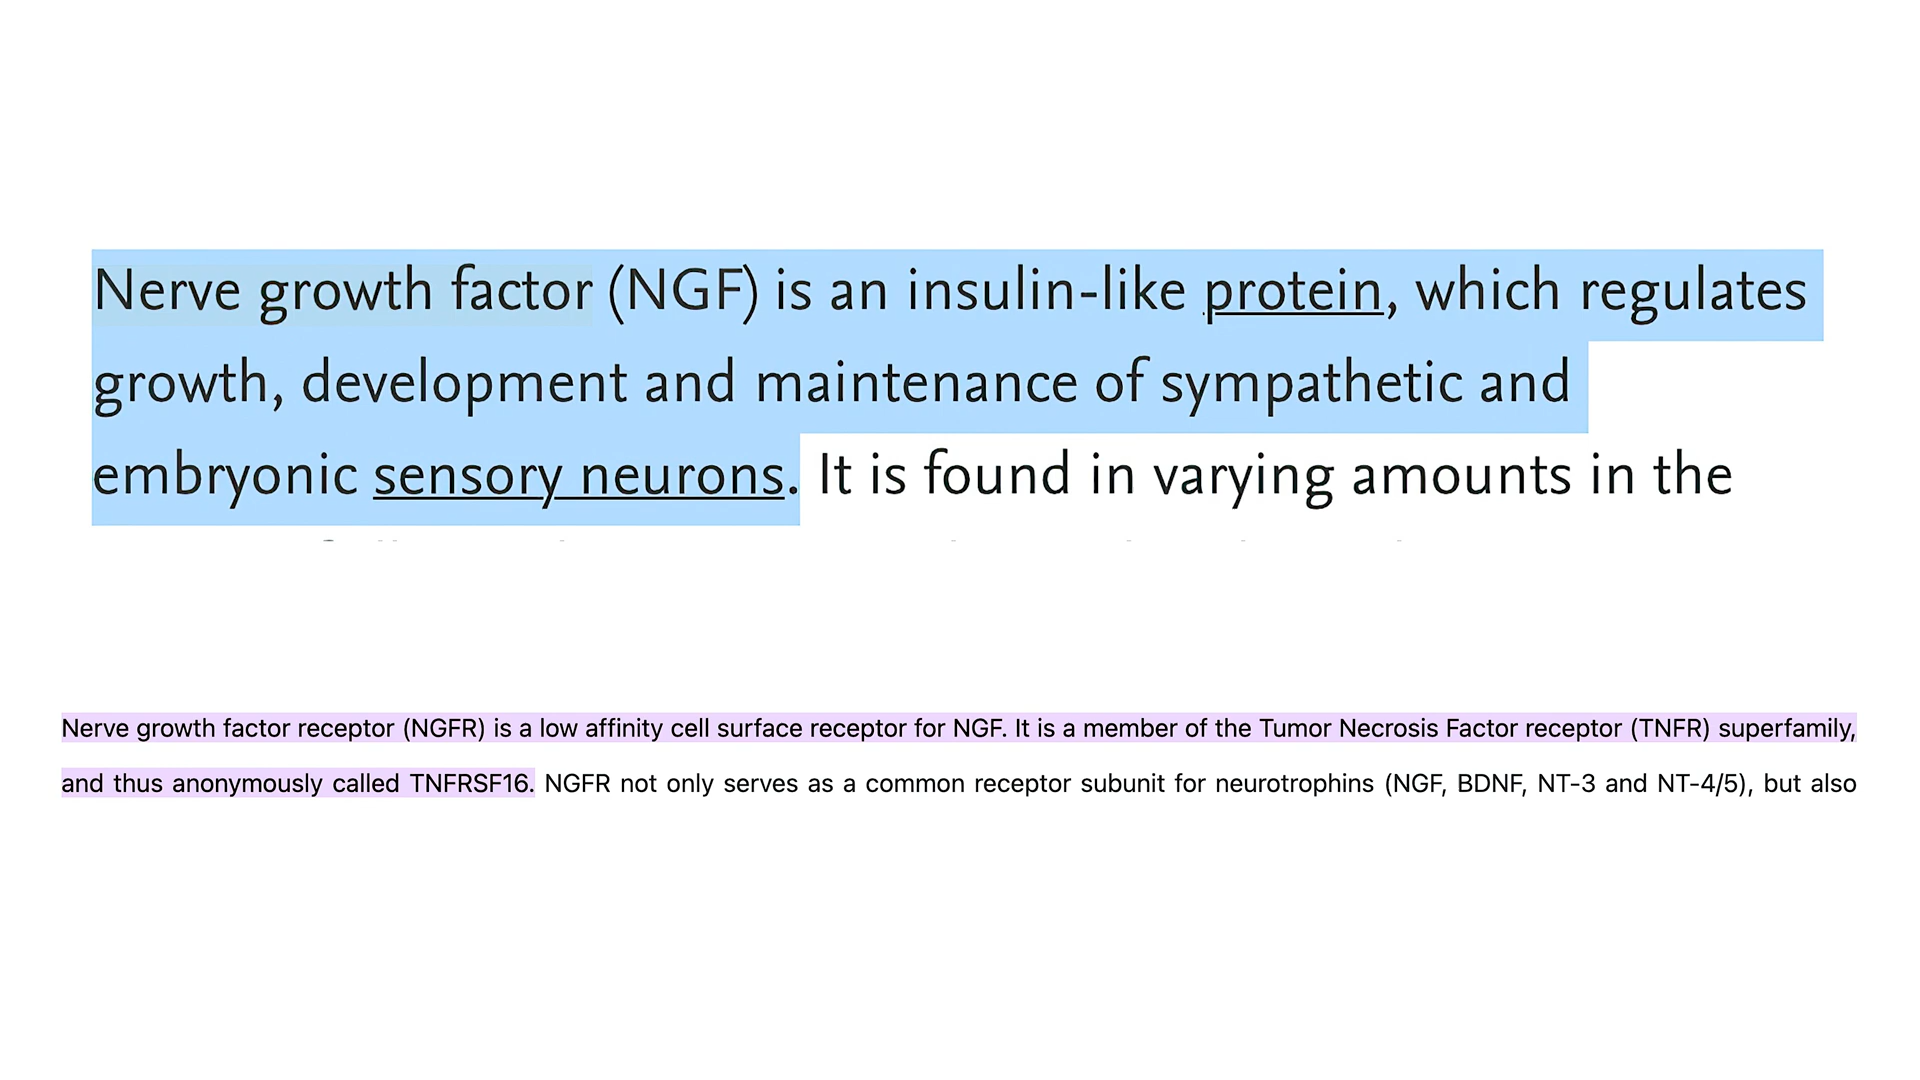 Nerve growth factor (NGF) is an insulin-like protein, which regulates
growth, development and maintenance of sympathetic and
embryonic sensory neurons. It is found in varying amounts in the
Nerve growth factor receptor (NGFR) is a low affinity cell surface receptor for NGF. It is a member of the Tumor Necrosis Factor receptor (TNFR) superfamily,
and thus anonymously called TNFRSF16. NGFR not only serves as a common receptor subunit for neurotrophins (NGF, BDNF, NT-3 and NT-4/5), but also